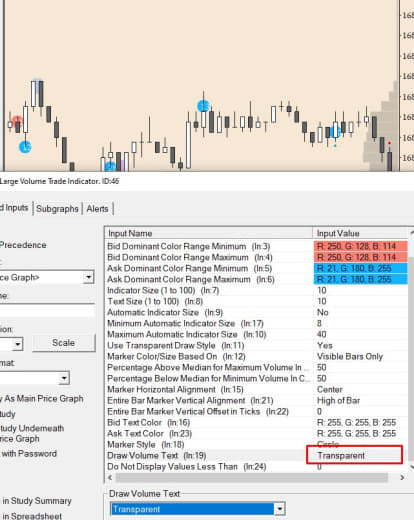 168
168
168
168
168
168
168
168
Large Volume Trade Indicator. ID:46
d Inputs
Subgraphs
Alerts
Input Name
Input Value
Precedence
Bid Dominant Color Range Minimum (In:3)
R: 250, G: 128, B: 114
Bid Dominant Color Range Maximum (In:4)
R: 250, G: 128, B: 114
Ask Dominant Color Range Minimum (In:5)
R: 21, G: 180, B: 255
ce Graph>
Ask Dominant Color Range Maximum (In:6)
R: 21, G: 180, B: 255
Indicator Size (1 to 100) (In:7)
10
me:
Text Size (1 to 100) (In:8)
10
Automatic Indicator Size (In:9)
No
Minimum Automatic Indicator Size (In:17)
8
ion:
Maximum Automatic Indicator Size (In:10)
40
Scale
Use Transparent Draw Style (In:11)
Yes
Marker Color/Size Based On (In:12)
Visible Bars Only
mat:
Percentage Above Median for Maximum Volume In ...
50
Percentage Below Median for Minimum Volume In C...
50
Marker Horizontal Alignment (In:15)
Center
y As Main Price Graph
Entire Bar Marker Vertical Alignment (In:21)
High of Bar
tudy
Entire Bar Marker Vertical Offset in Ticks (In:22)
0
tudy Underneath
Bid Text Color (In:16)
R: 255, G: 255, B: 255
rice Graph
Ask Text Color (In:23)
R: 255, G: 255, B: 255
with Password
Marker Style (In:18)
Circle
Draw Volume Text (In:19)
Transparent
Do Not Display Values Less Than (In:24)
0
in Study Summary
Draw Volume Text
Transparent
in Spreadsheet